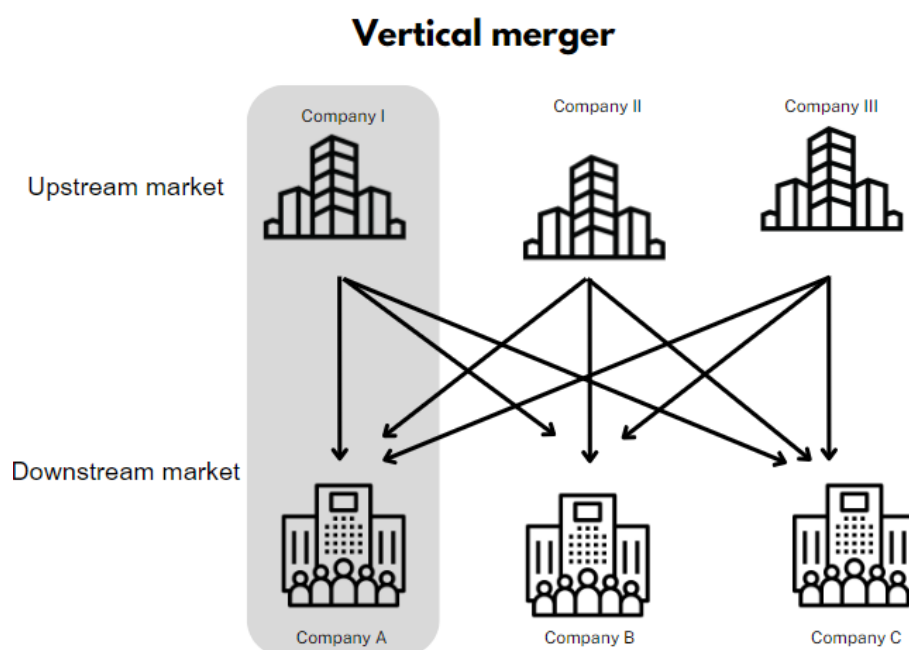 Vertical merger
Company I
Company II
Company III
Upstream market
Downstream market
Company A
Company B
Company C